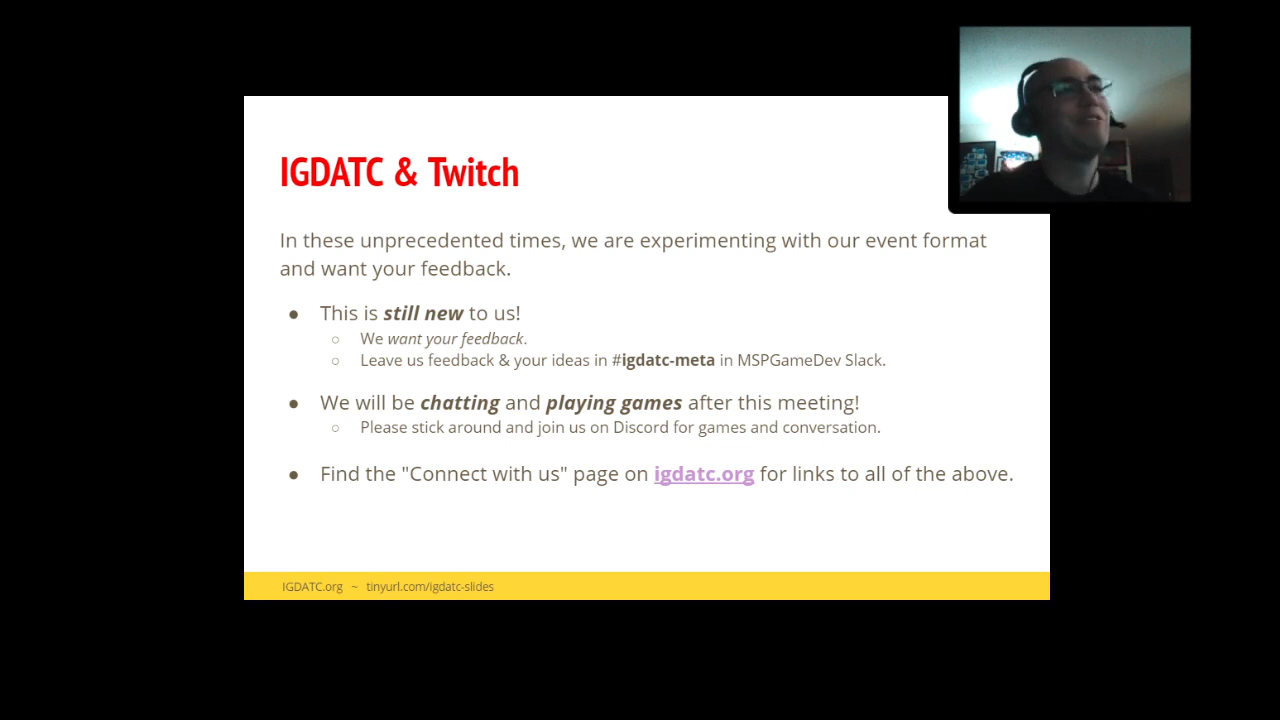 IGDATC & Twitch
In these unprecedented times, we are experimenting with our event format
and want your feedback.
● This is still new to us!
○ We want your feedback.
○ Leave us feedback & your ideas in #igdatc-meta in MSPGameDev Slack.
● We will be chatting and playing games after this meeting!
○ Please stick around and join us on Discord for games and conversation.
● Find the "Connect with us" page on igdatc.org for links to all of the above.
IGDATC.org ~ tinyurl.com/igdatc-slides